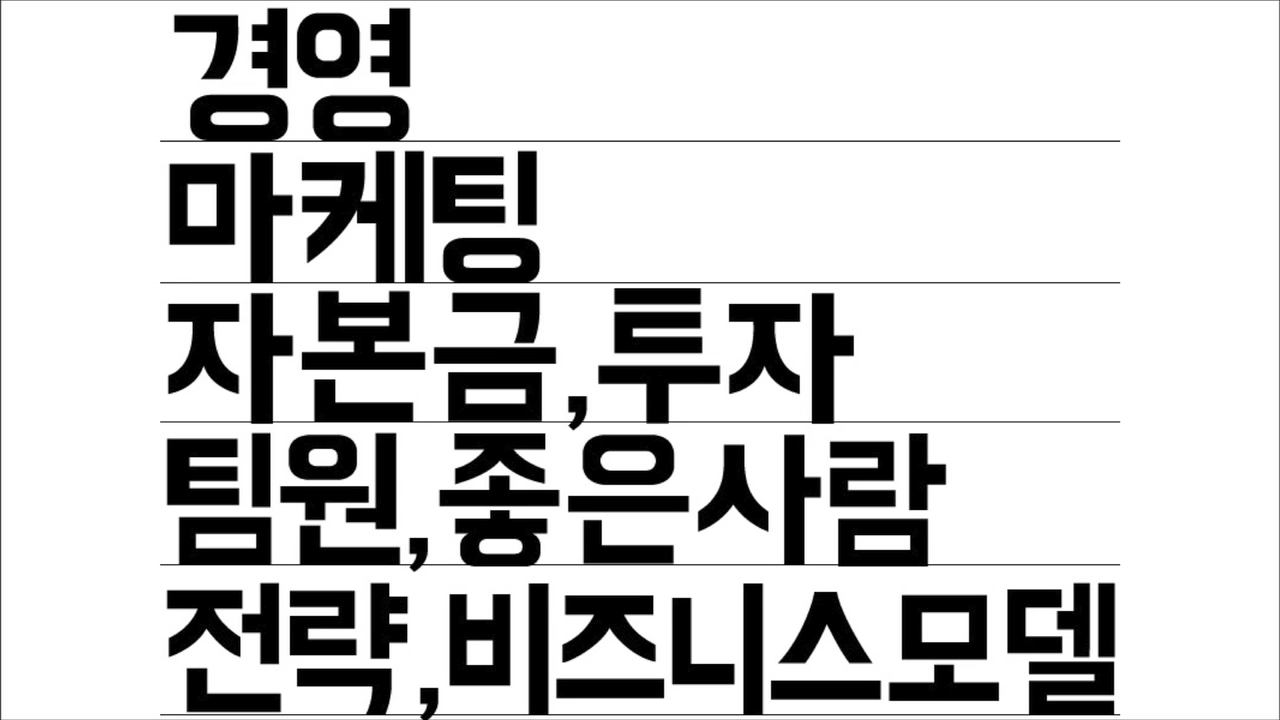 경영
마케팅
자본금,투자
팀원,좋은사람
전략,비즈니스모델